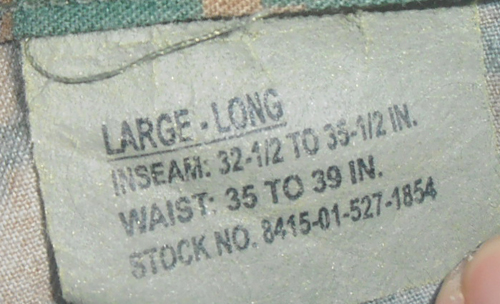 LARGE - LONG
INSEAM: 32-1/2 TO 35-1/2 IN.
WAIST: 35 TO 39 IN.
STOCK NO. 8415-01-527-1854